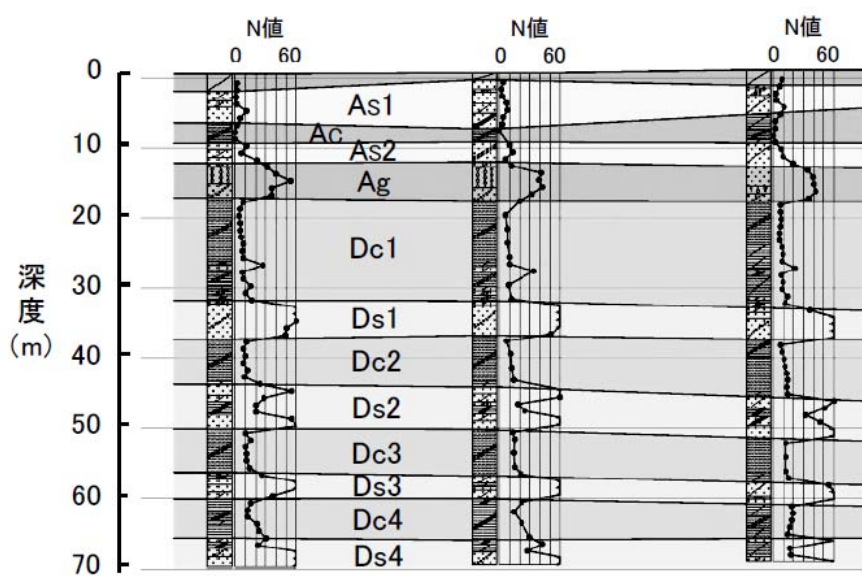 N値 N値 N値
0 60 0 60 0 60
0
As1
10
Ac
As2
Ag
20
Dc1
30
Ds1
深度(m)
40
Dc2
Ds2
50
Dc3
Ds3
60
Dc4
Ds4
70